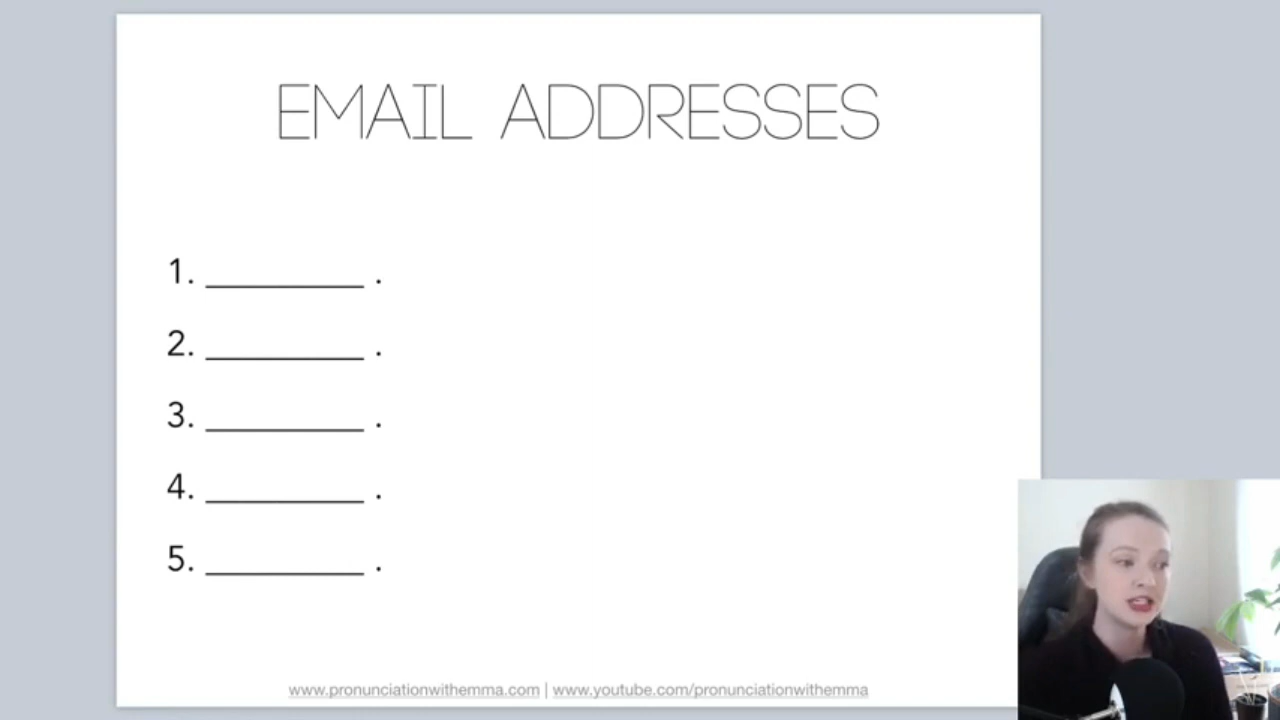 EMAIL ADDRESSES
1. __________ .
2. __________ .
3. __________ .
4. __________ .
5. __________ .
www.pronunciationwithemma.com | www.youtube.com/pronunciationwithemma